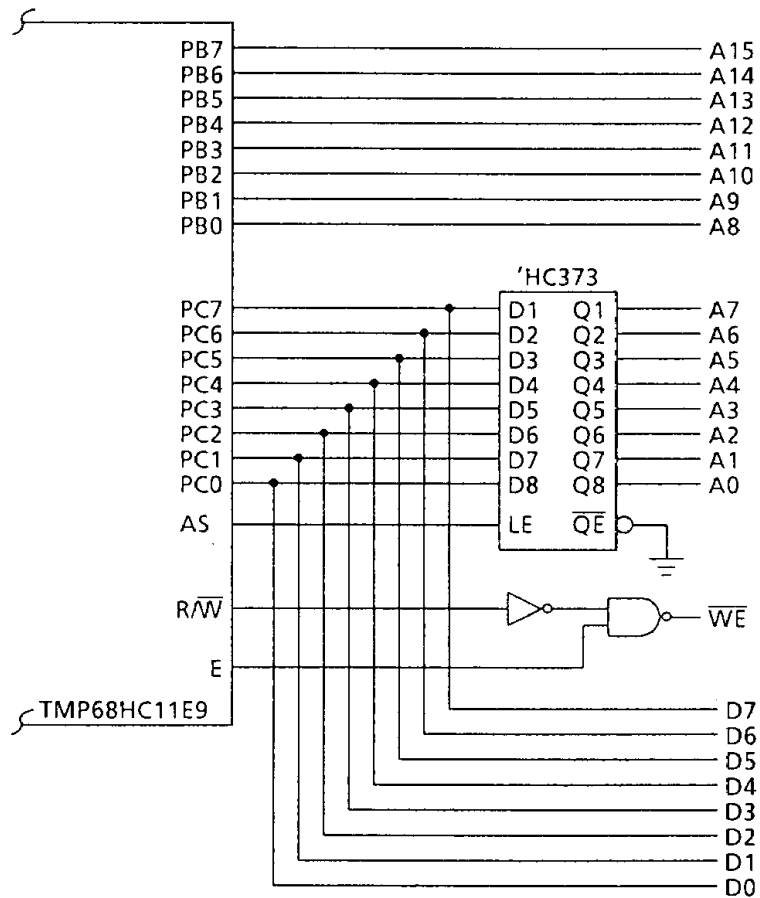 PB7 A15
PB6 A14
PB5 A13
PB4 A12
PB3 A11
PB2 A10
PB1 A9
PB0 A8
'HC373
PC7 D1 Q1 A7
PC6 D2 Q2 A6
PC5 D3 Q3 A5
PC4 D4 Q4 A4
PC3 D5 Q5 A3
PC2 D6 Q6 A2
PC1 D7 Q7 A1
PC0 D8 Q8 A0
AS LE Q̅E̅
R/W̅ W̅E̅
E
TMP68HC11E9
D7
D6
D5
D4
D3
D2
D1
D0